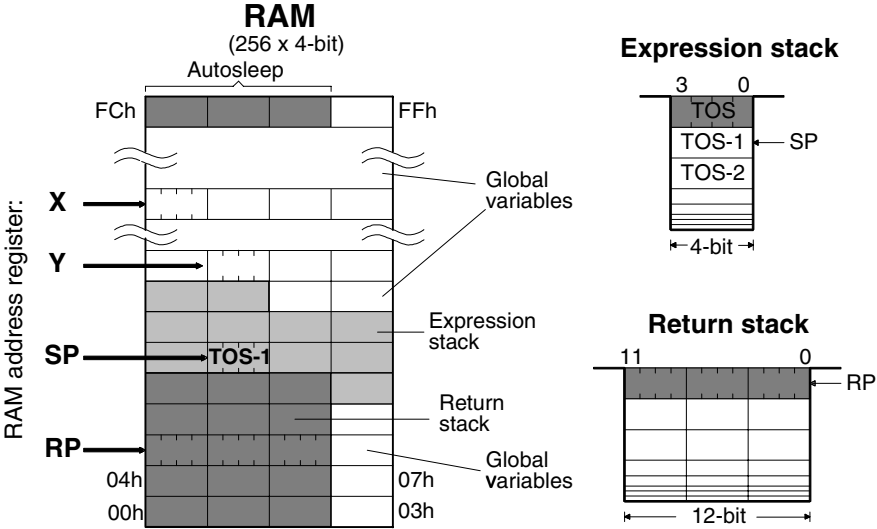 RAM
(256 x 4-bit)
Autosleep
FCh
FFh
X
Y
SP
RP
RAM address register:
TOS-1
04h
00h
07h
03h
Global
variables
Expression
stack
Return
stack
Global
variables
Expression stack
3 0
TOS
TOS-1
SP
TOS-2
4-bit
Return stack
11 0
RP
12-bit